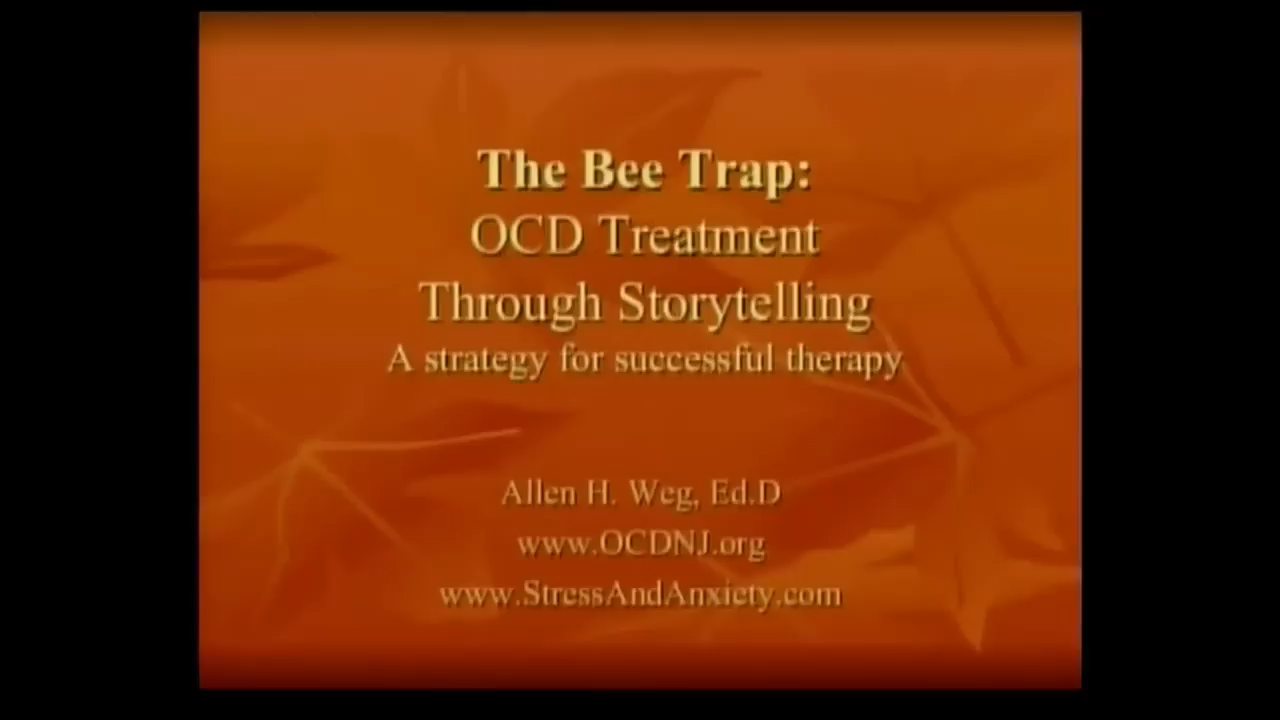 The Bee Trap:
OCD Treatment
Through Storytelling
A strategy for successful therapy
Allen H. Weg, Ed.D
www.OCDNJ.org
www.StressAndAnxiety.com